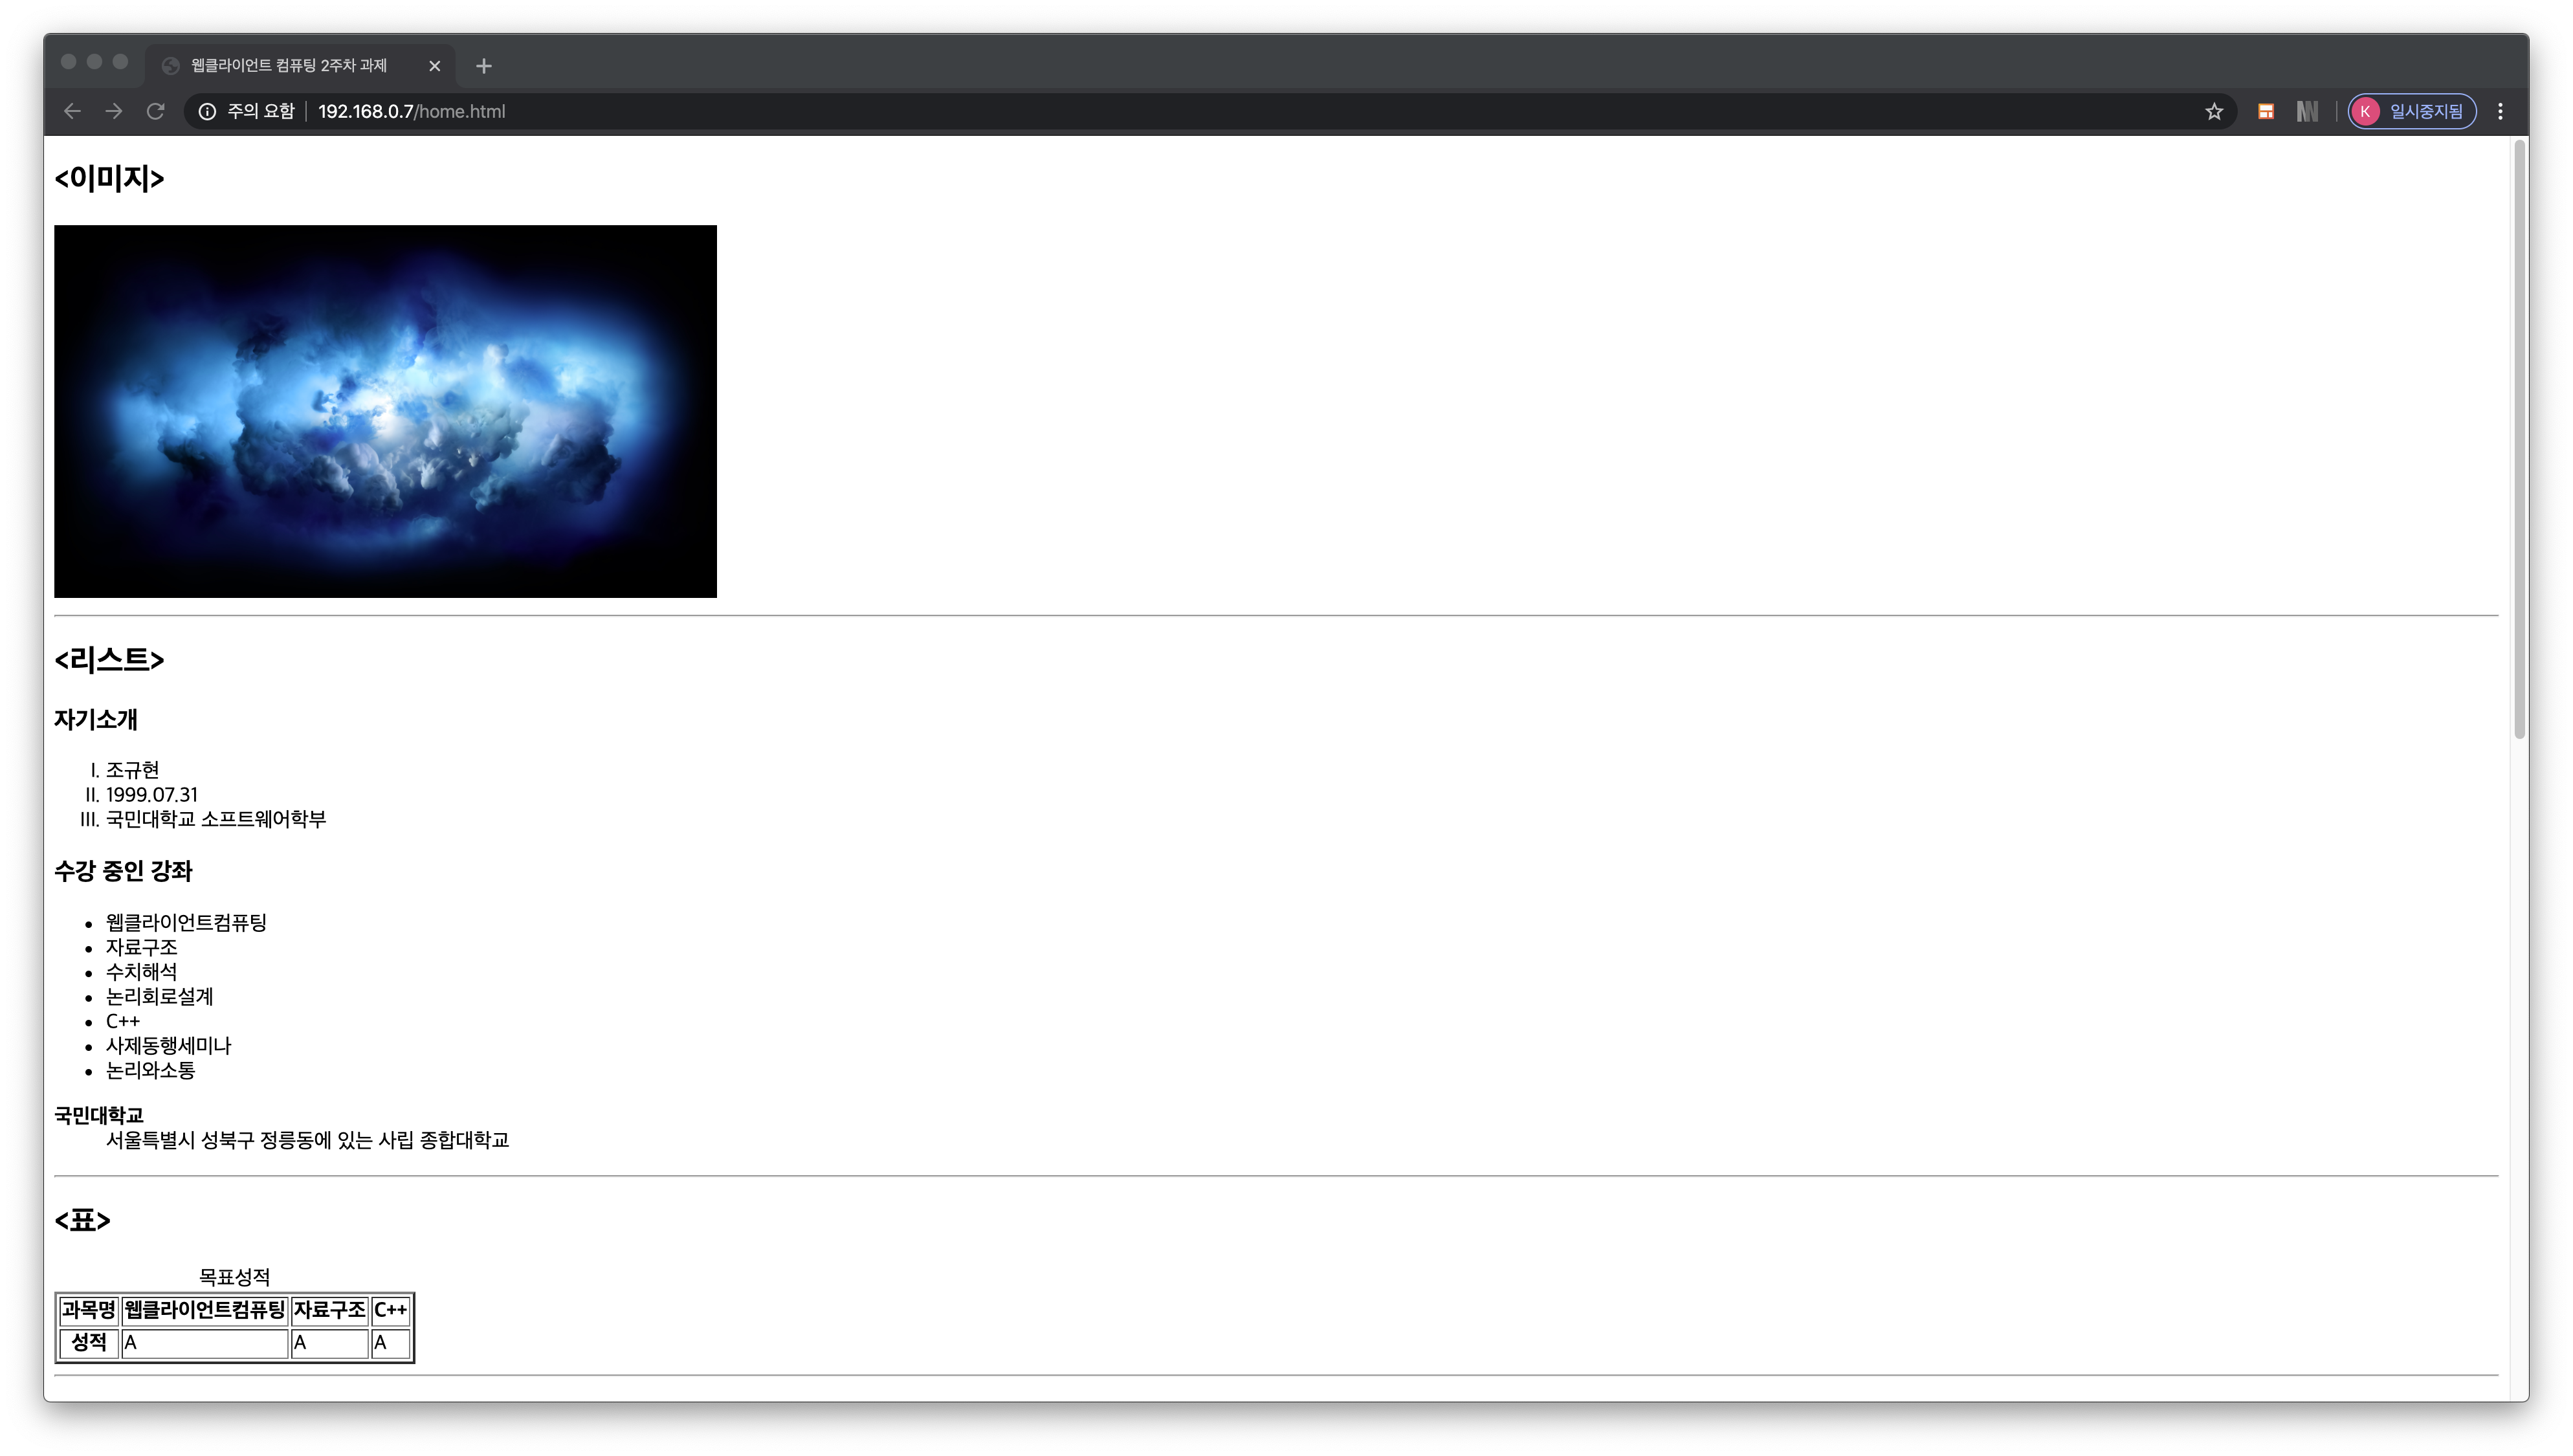 웹클라이언트 컴퓨팅 2주차 과제
주의 요함 192.168.0.7/home.html
K 일시중지됨
<이미지>
<리스트>
자기소개
I. 조규현
II. 1999.07.31
III. 국민대학교 소프트웨어학부
수강 중인 강좌
• 웹클라이언트컴퓨팅
• 자료구조
• 수치해석
• 논리회로설계
• C++
• 사제동행세미나
• 논리와소통
국민대학교
서울특별시 성북구 정릉동에 있는 사립 종합대학교
<표>
목표성적
과목명 웹클라이언트컴퓨팅 자료구조 C++
성적 A A A